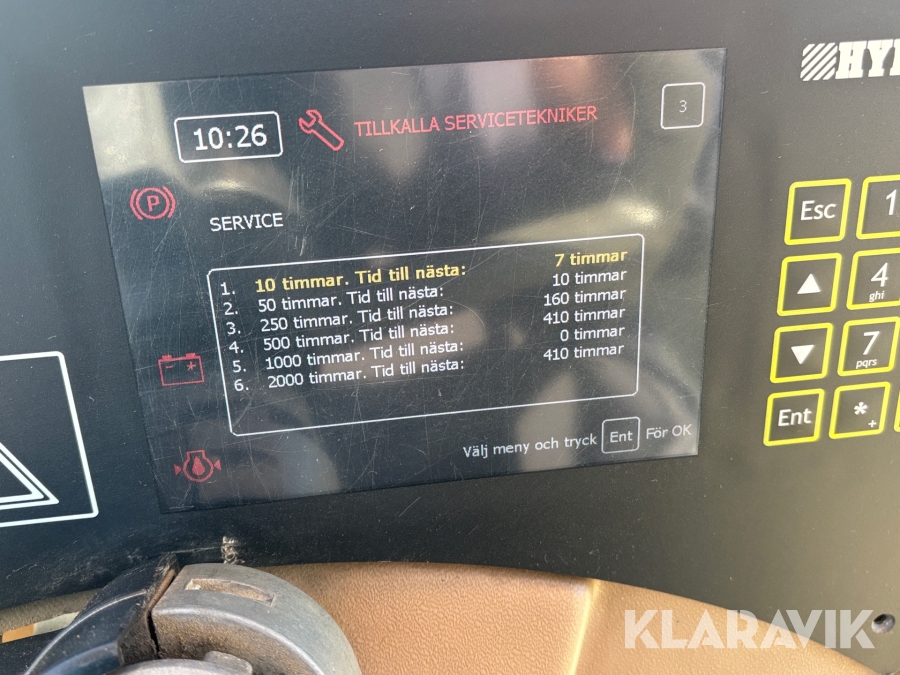 HYD
10:26
TILLKALLA SERVICETEKNIKER
3
P
SERVICE
1. 10 timmar. Tid till nästa: 7 timmar
2. 50 timmar. Tid till nästa: 10 timmar
3. 250 timmar. Tid till nästa: 160 timmar
4. 500 timmar. Tid till nästa: 410 timmar
5. 1000 timmar. Tid till nästa: 0 timmar
6. 2000 timmar. Tid till nästa: 410 timmar
Välj meny och tryck Ent För OK
Esc 1
4 ghi
7 pqrs
Ent * +
KLARAVIK